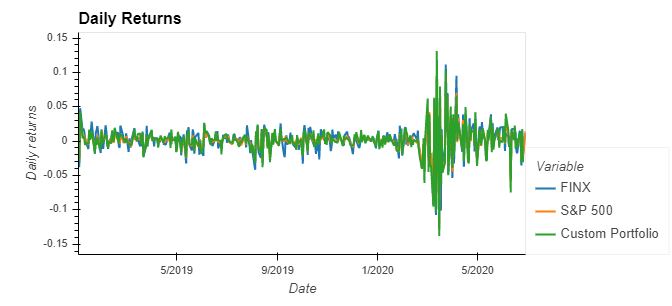 Daily Returns
0.15
0.1
0.05
0
-0.05
-0.1
-0.15
Daily returns
5/2019
9/2019
1/2020
5/2020
Date
Variable
FINX
S&P 500
Custom Portfolio